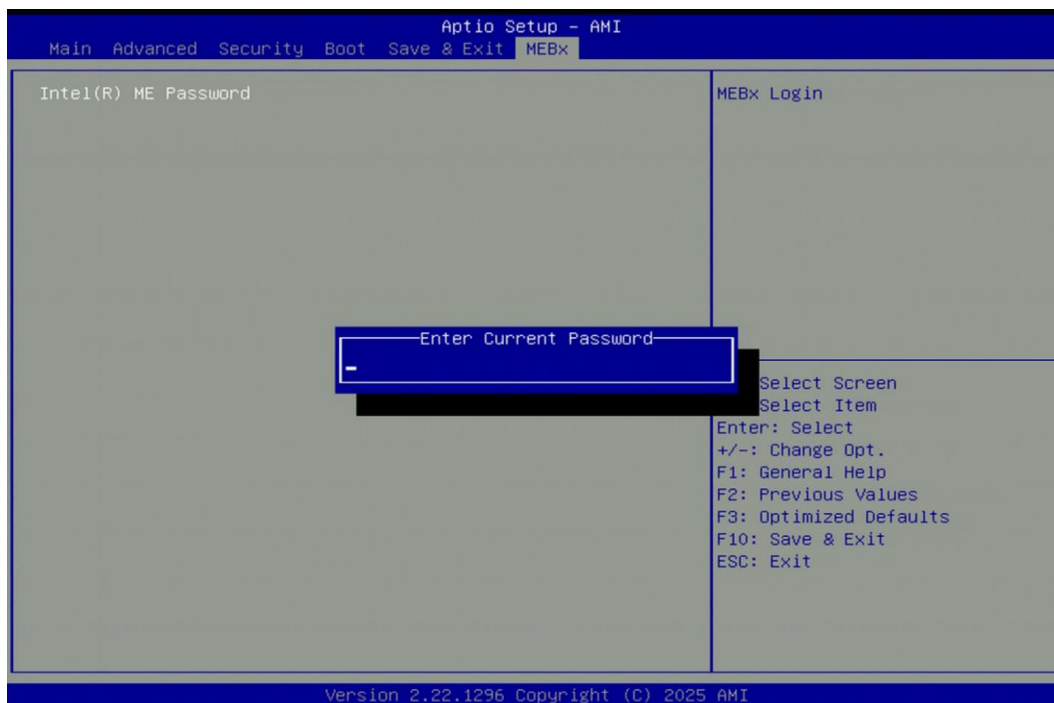 Aptio Setup – AMI
Main Advanced Security Boot Save & Exit MEBx
Intel(R) ME Password
MEBx Login
Enter Current Password
Select Screen
Select Item
Enter: Select
+/-: Change Opt.
F1: General Help
F2: Previous Values
F3: Optimized Defaults
F10: Save & Exit
ESC: Exit
Version 2.22.1296 Copyright (C) 2025 AMI